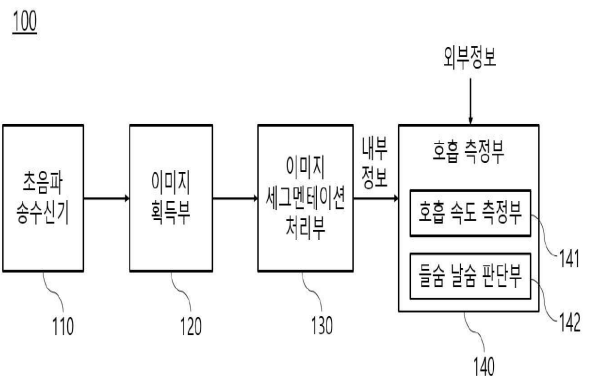 100
외부정보
초음파
송수신기
이미지
획득부
이미지
세그멘테이션
처리부
내부
정보
호흡 측정부
호흡 속도 측정부
들숨 날숨 판단부
141
142
110
120
130
140